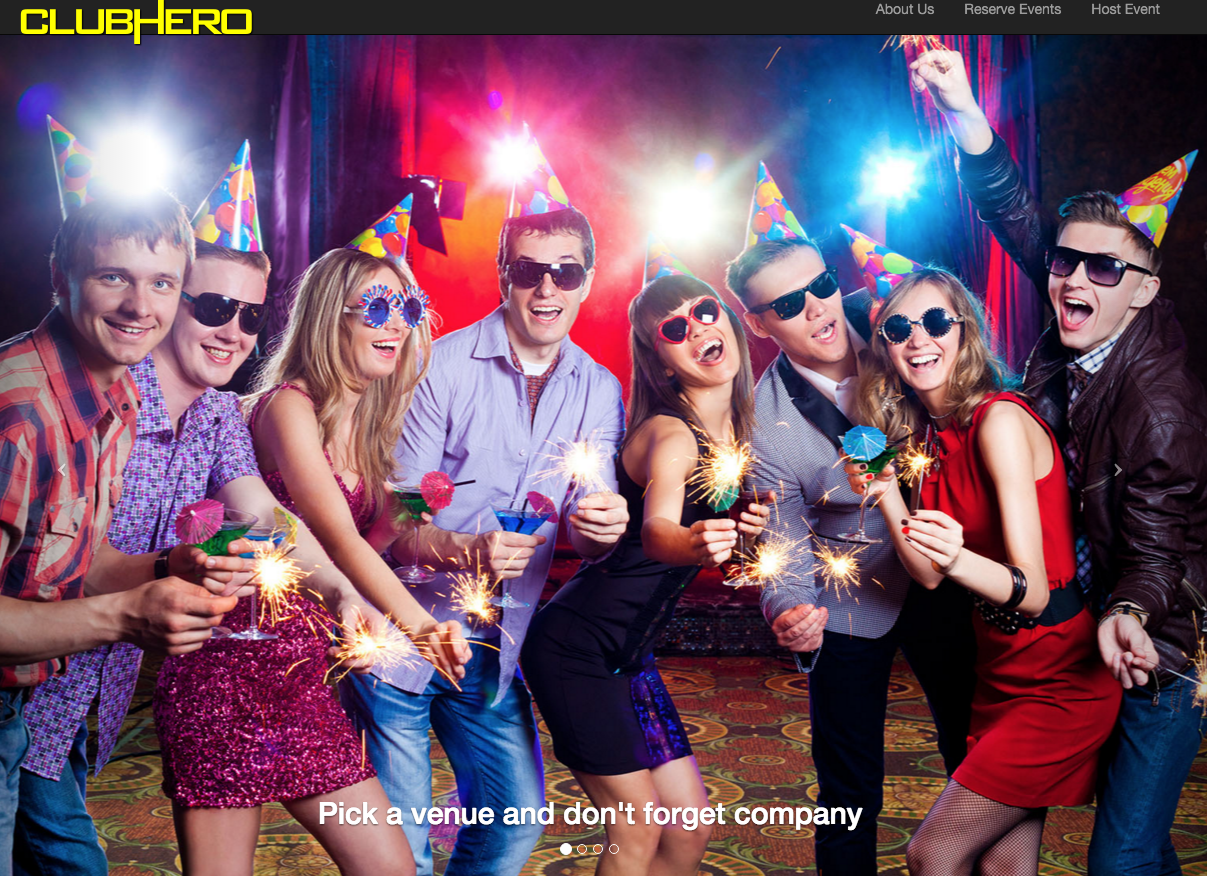 CLUBHERO
About Us
Reserve Events
Host Event
Pick a venue and don't forget company